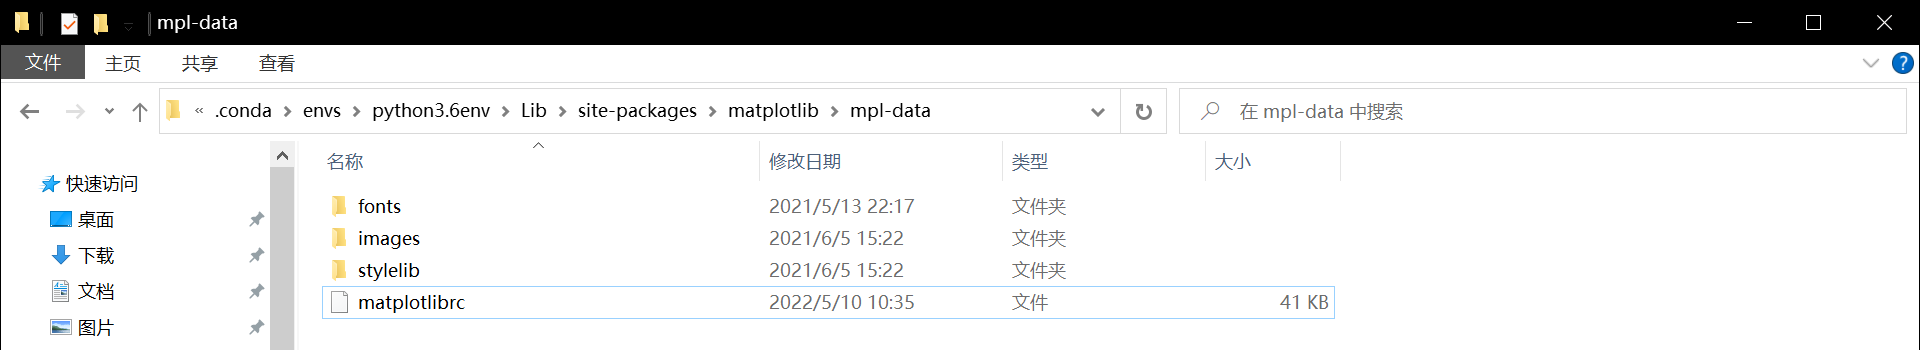 mpl-data
文件 主页 共享 查看
« .conda > envs > python3.6env > Lib > site-packages > matplotlib > mpl-data
在 mpl-data 中搜索
名称 修改日期 类型 大小
快速访问
桌面
下载
文档
图片
fonts 2021/5/13 22:17 文件夹
images 2021/6/5 15:22 文件夹
stylelib 2021/6/5 15:22 文件夹
matplotlibrc 2022/5/10 10:35 文件 41 KB